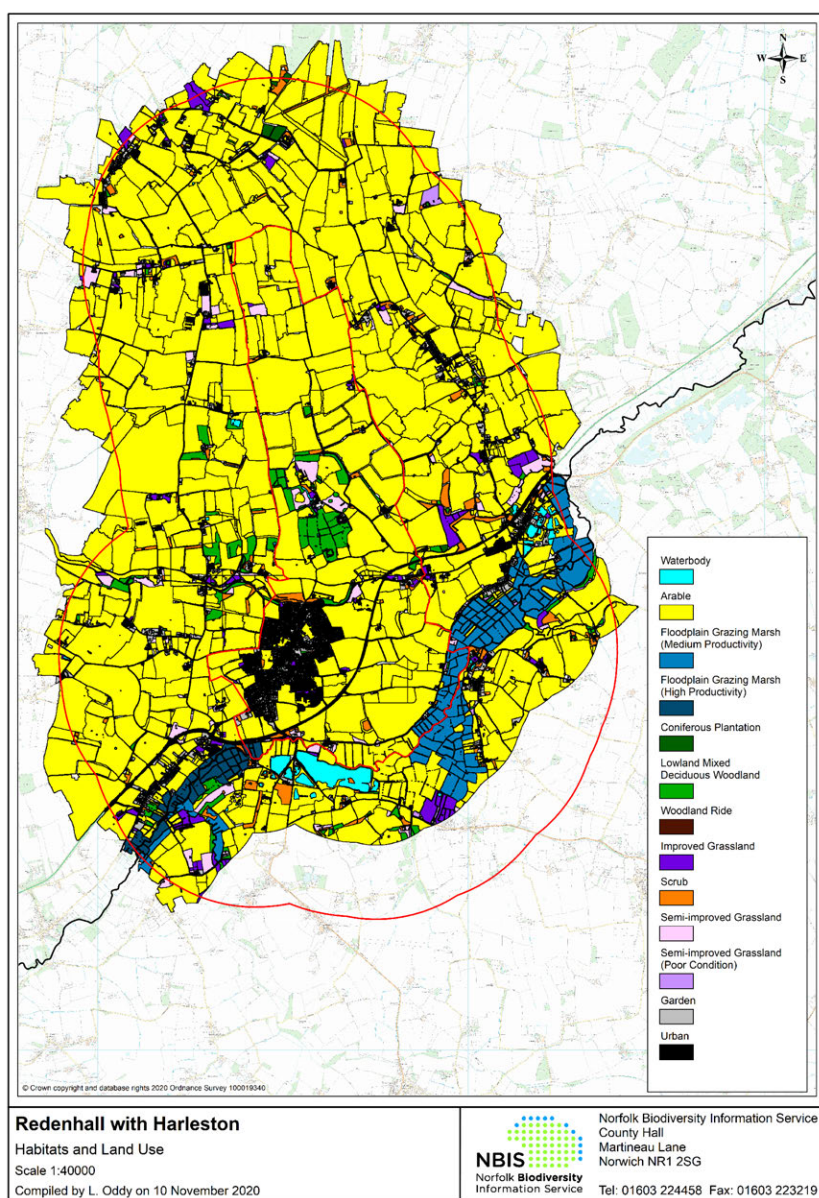 N
W E
S
Waterbody
Arable
Floodplain Grazing Marsh
(Medium Productivity)
Floodplain Grazing Marsh
(High Productivity)
Coniferous Plantation
Lowland Mixed
Deciduous Woodland
Woodland Ride
Improved Grassland
Scrub
Semi-improved Grassland
Semi-improved Grassland
(Poor Condition)
Garden
Urban
© Crown copyright and database rights 2020 Ordnance Survey 100019340
Redenhall with Harleston
Habitats and Land Use
Scale 1:40000
Compiled by L. Oddy on 10 November 2020
NBIS
Norfolk Biodiversity
Information Service
Norfolk Biodiversity Information Service
County Hall
Martineau Lane
Norwich NR1 2SG
Tel: 01603 224458 Fax: 01603 223219